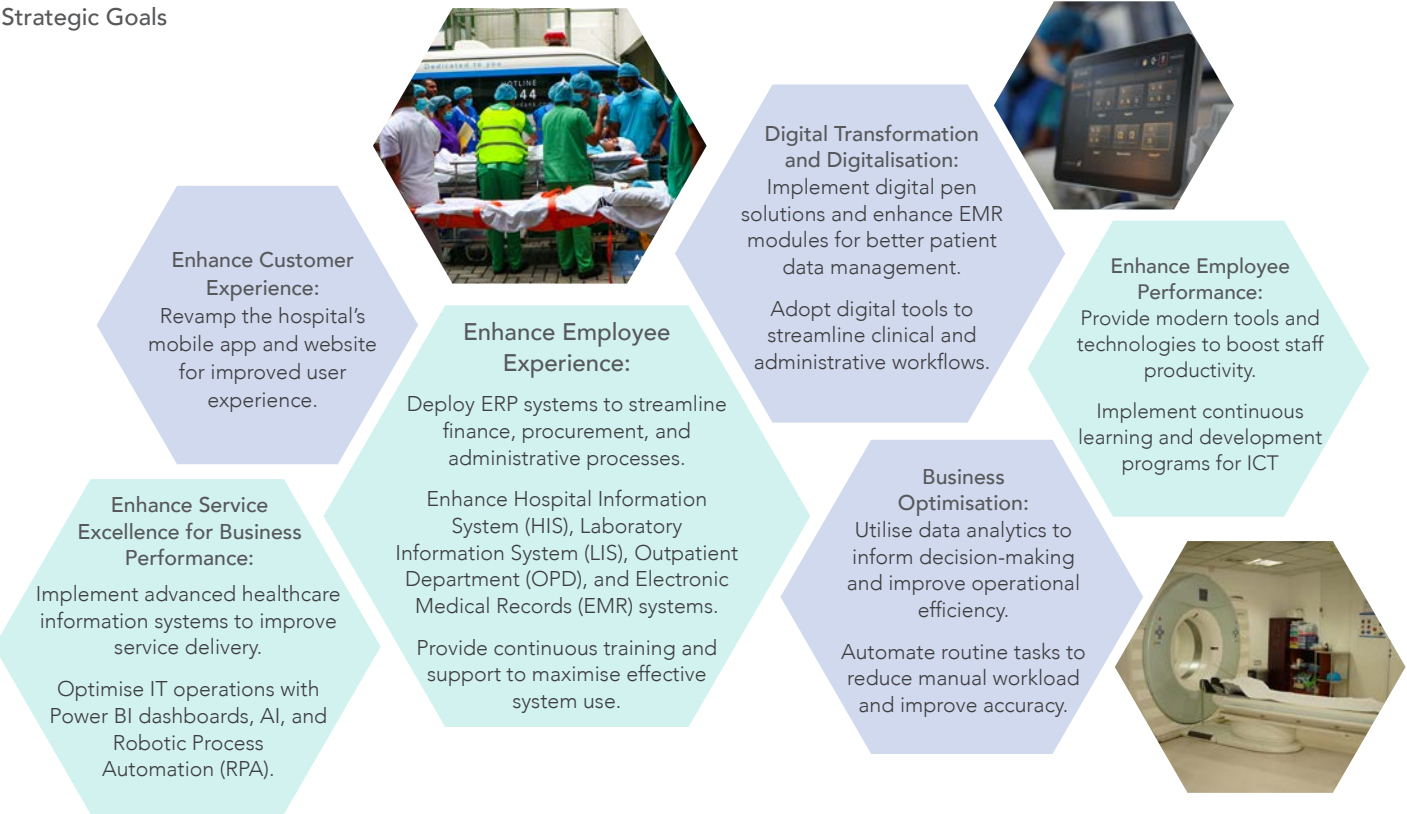 Strategic Goals
Dedicated to you
HOTLINE
44
Enhance Customer
Experience:
Revamp the hospital’s
mobile app and website
for improved user
experience.
Enhance Service
Excellence for Business
Performance:
Implement advanced healthcare
information systems to improve
service delivery.
Optimise IT operations with
Power BI dashboards, AI, and
Robotic Process
Automation (RPA).
Enhance Employee
Experience:
Deploy ERP systems to streamline
finance, procurement, and
administrative processes.
Enhance Hospital Information
System (HIS), Laboratory
Information System (LIS), Outpatient
Department (OPD), and Electronic
Medical Records (EMR) systems.
Provide continuous training and
support to maximise effective
system use.
Digital Transformation
and Digitalisation:
Implement digital pen
solutions and enhance EMR
modules for better patient
data management.
Adopt digital tools to
streamline clinical and
administrative workflows.
Business
Optimisation:
Utilise data analytics to
inform decision-making
and improve operational
efficiency.
Automate routine tasks to
reduce manual workload
and improve accuracy.
Enhance Employee
Performance:
Provide modern tools and
technologies to boost staff
productivity.
Implement continuous
learning and development
programs for ICT